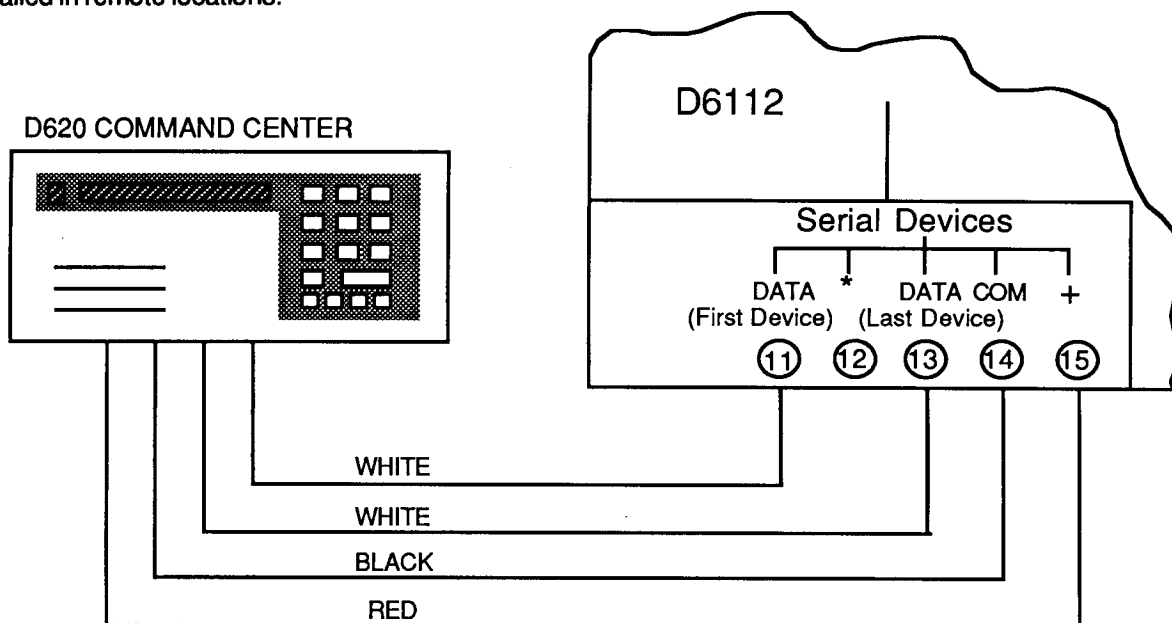 in remote locations.
D6112
D620 COMMAND CENTER
Serial Devices
DATA * DATA COM +
(First Device) (Last Device)
11 12 13 14 15
WHITE
WHITE
BLACK
RED